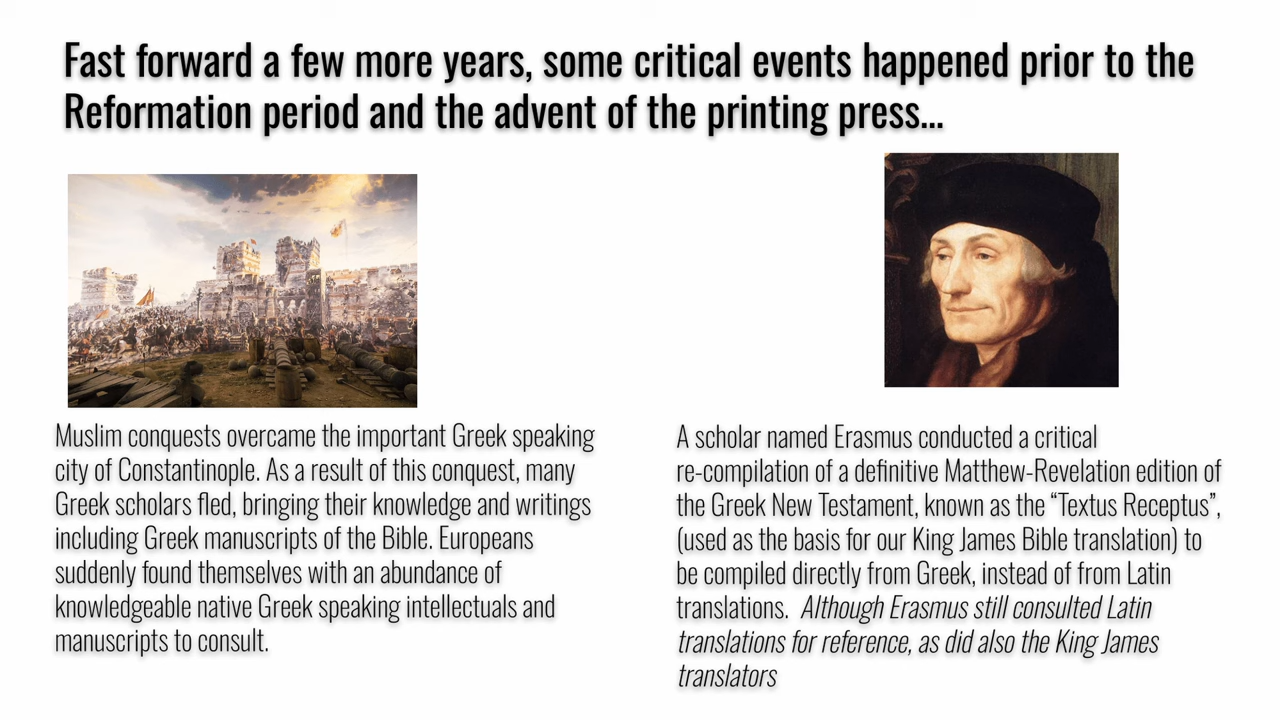 Fast forward a few more years, some critical events happened prior to the
Reformation period and the advent of the printing press...
Muslim conquests overcame the important Greek speaking
city of Constantinople. As a result of this conquest, many
Greek scholars fled, bringing their knowledge and writings
including Greek manuscripts of the Bible. Europeans
suddenly found themselves with an abundance of
knowledgeable native Greek speaking intellectuals and
manuscripts to consult.
A scholar named Erasmus conducted a critical
re-compilation of a definitive Matthew-Revelation edition of
the Greek New Testament, known as the “Textus Receptus”,
(used as the basis for our King James Bible translation) to
be compiled directly from Greek, instead of from Latin
translations. Although Erasmus still consulted Latin
translations for reference, as did also the King James
translators